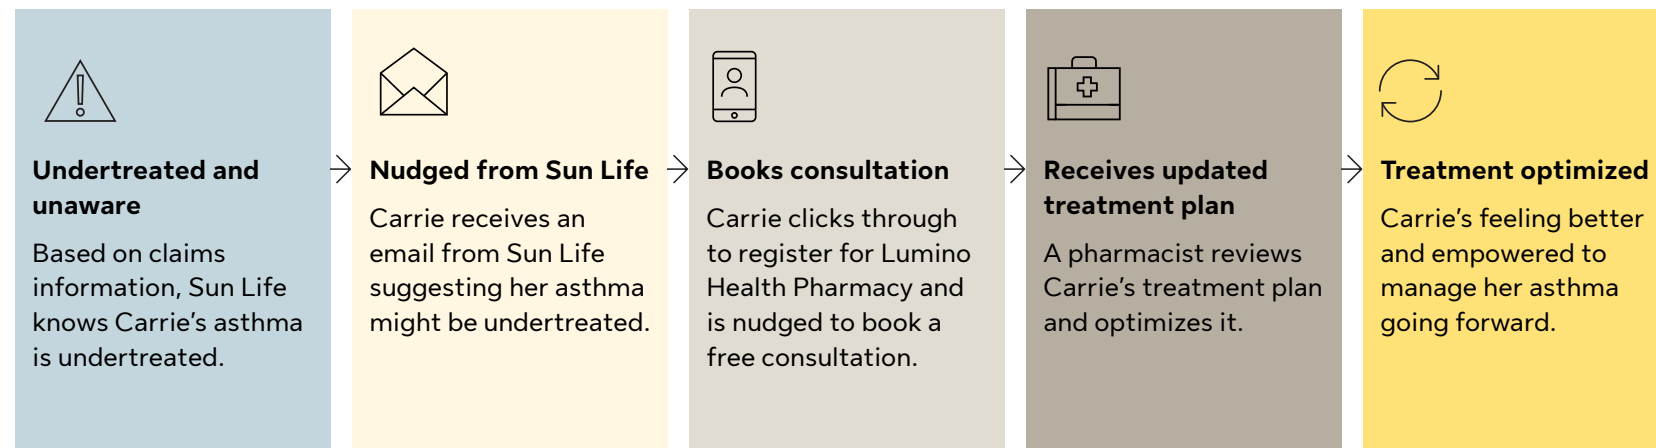 Undertreated and
unaware
Based on claims
information, Sun Life
knows Carrie's asthma
is undertreated.
Nudged from Sun Life
Carrie receives an
email from Sun Life
suggesting her asthma
might be undertreated.
Books consultation
Carrie clicks through
to register for Lumino
Health Pharmacy and
is nudged to book a
free consultation.
Receives updated
treatment plan
A pharmacist reviews
Carrie's treatment plan
and optimizes it.
Treatment optimized
Carrie's feeling better
and empowered to
manage her asthma
going forward.